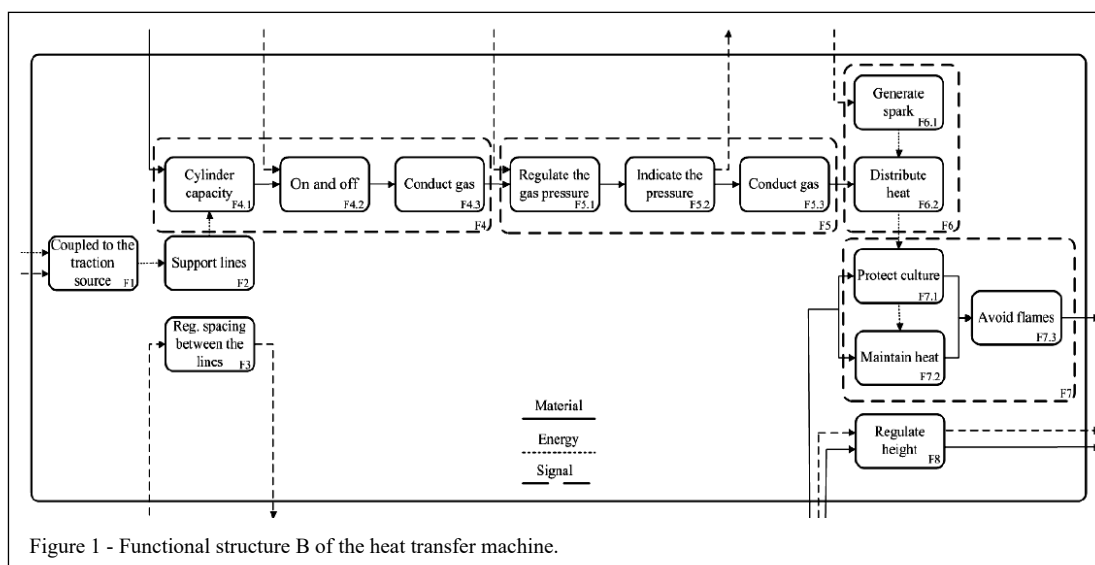 Generate
spark
F6.1
Cylinder
capacity
F4.1
On and off
F4.2
Conduct gas
F4.3
F4
Regulate the
gas pressure
F5.1
Indicate the
pressure
F5.2
Conduct gas
F5.3
F5
Distribute
heat
F6.2
F6
Coupled to the
traction
source
F1
Support lines
F2
Reg. spacing
between the
lines
F3
Protect culture
F7.1
Avoid flames
F7.3
Maintain heat
F7.2
F7
Regulate
height
F8
Material
Energy
Signal
Figure 1 - Functional structure B of the heat transfer machine.